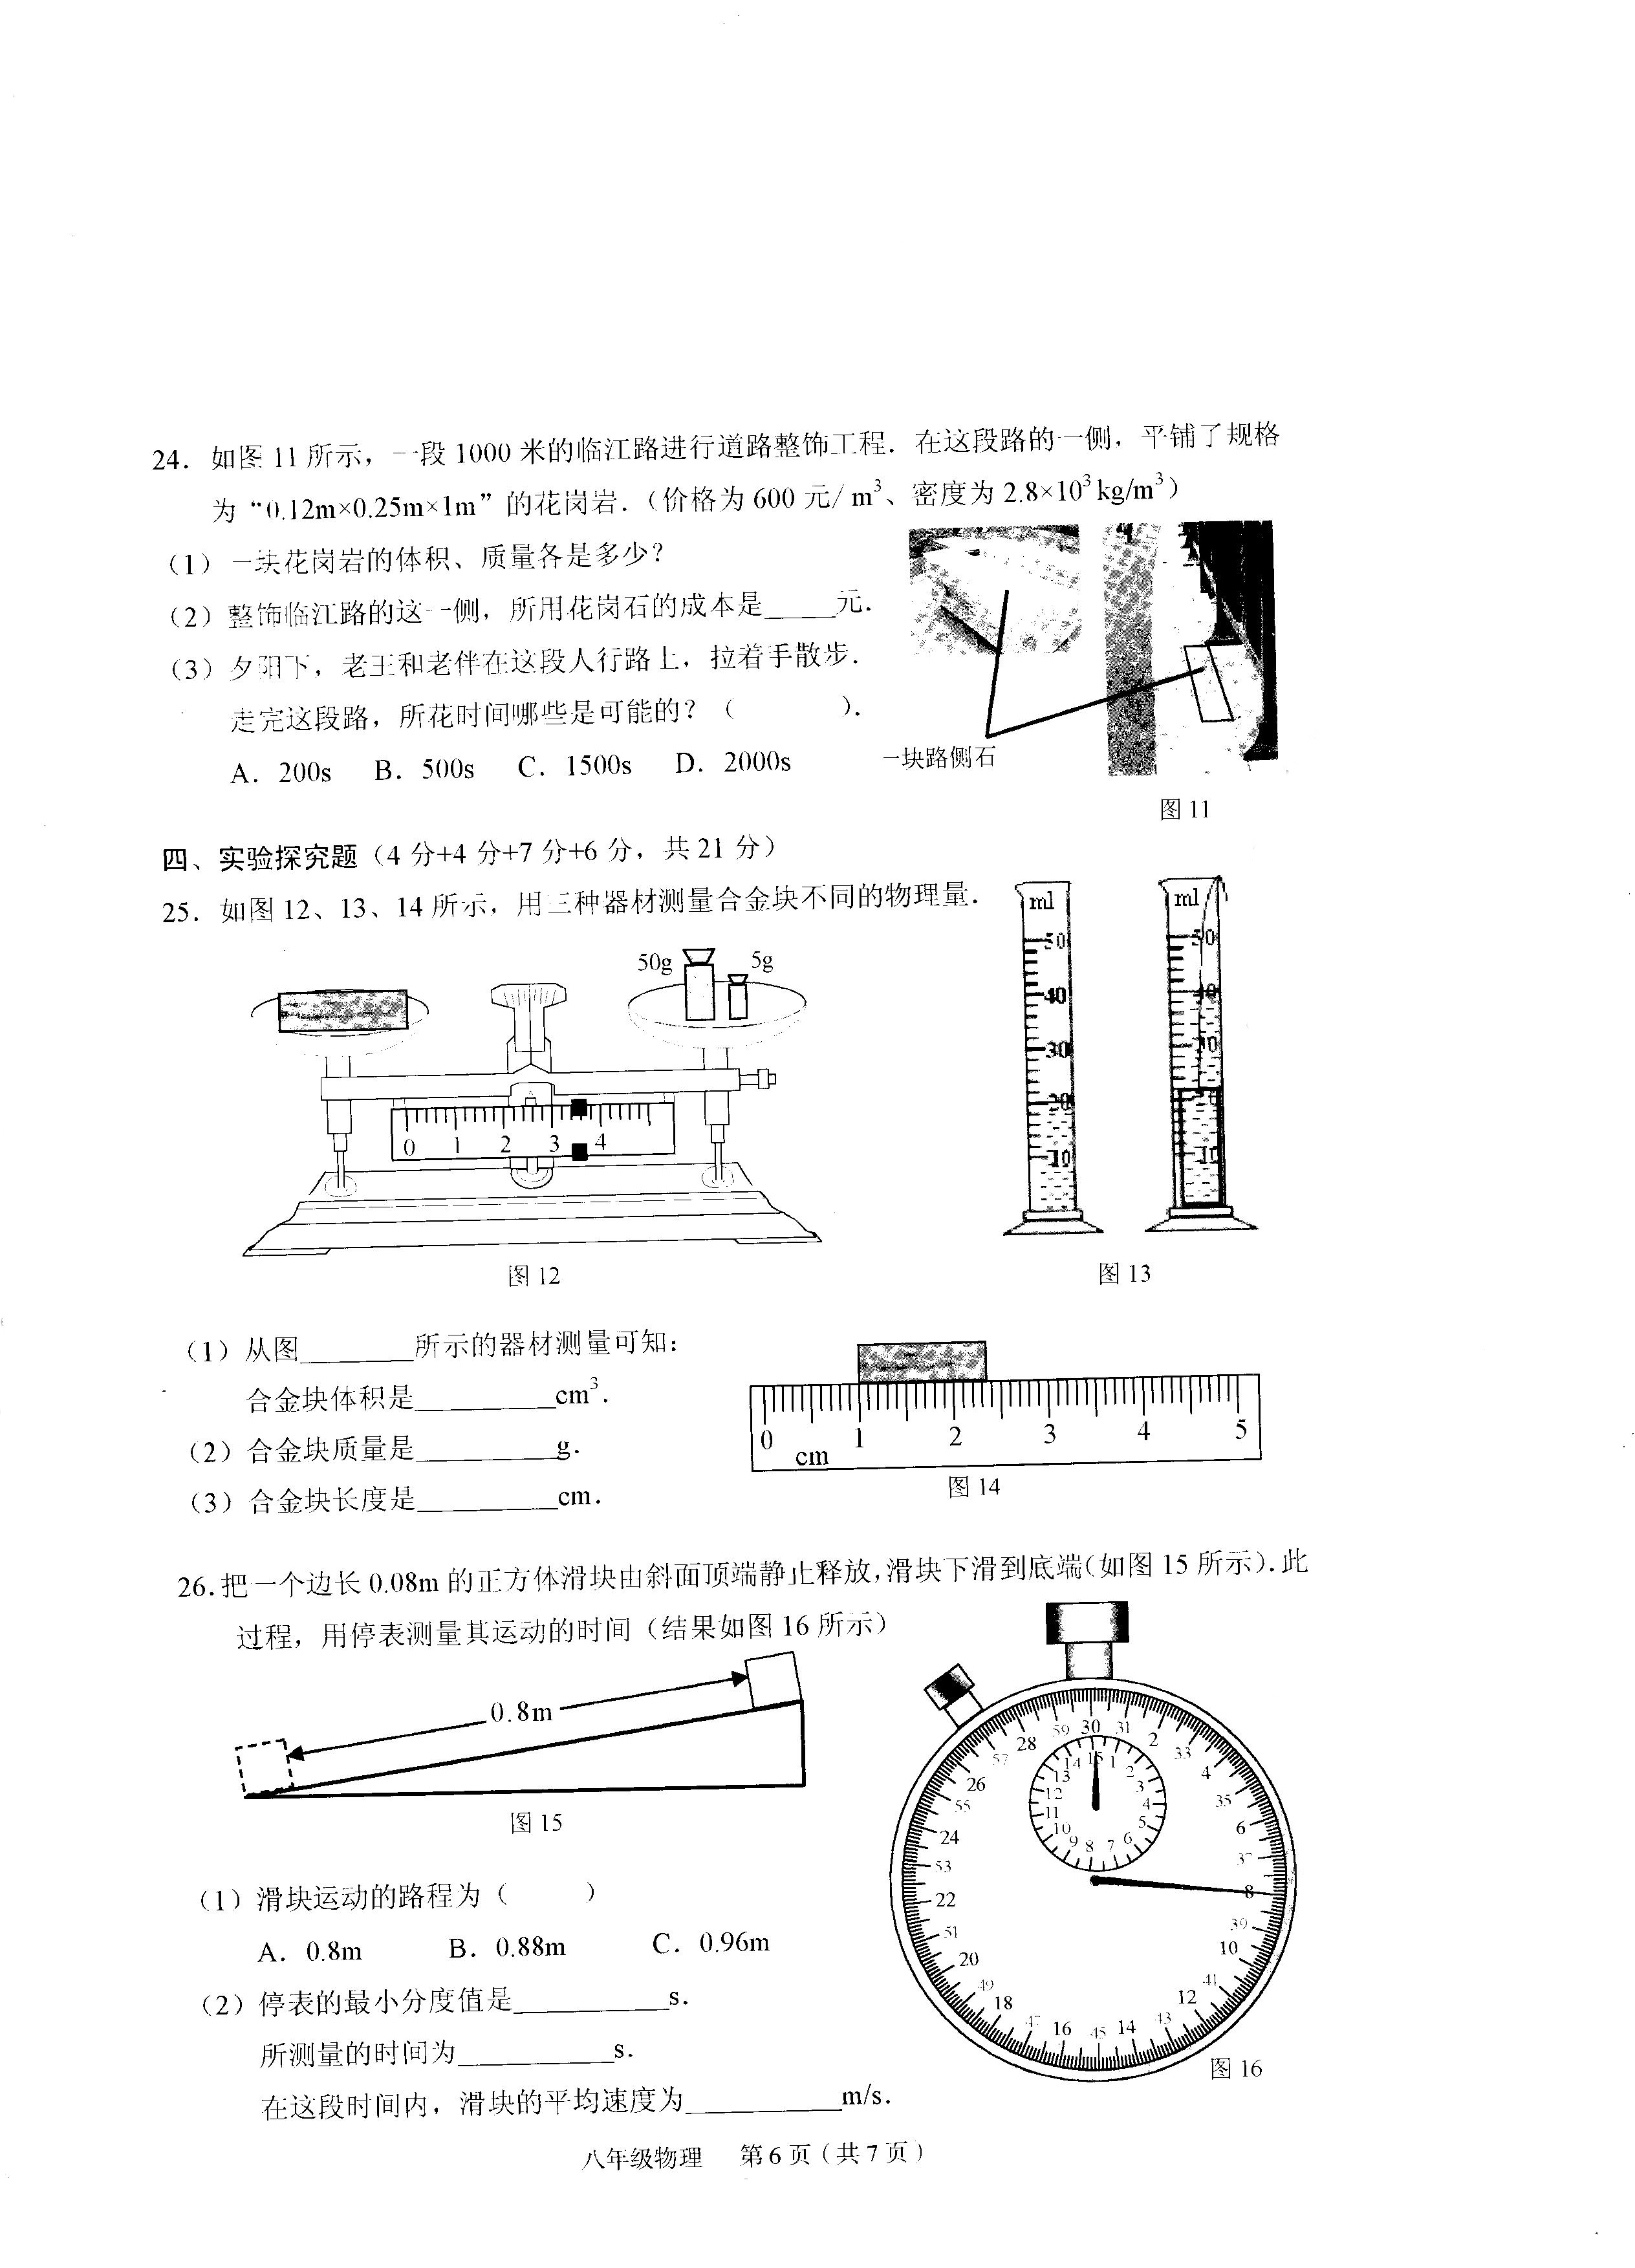 24．如图 11 所示，一段 1000 米的临江路进行道路整饰工程．在这段路的一侧，平铺了规格
为“0.12m×0.25m×1m”的花岗岩．（价格为 600 元/ m³、密度为 2.8×10³ kg/m³）
（1）一块花岗岩的体积、质量各是多少？
（2）整饰临江路的这一侧，所用花岗石的成本是_____元．
（3）夕阳下，老王和老伴在这段人行路上，拉着手散步．
走完这段路，所花时间哪些是可能的？（　　　）．
A．200s　B．500s　C．1500s　D．2000s
一块路侧石
图 11
四、实验探究题（4 分+4 分+7 分+6 分，共 21 分）
25．如图 12、13、14 所示，用三种器材测量合金块不同的物理量．
50g 5g
0 1 2 3 4
图 12
ml 50 40 30 20 10
ml 40 10
图 13
（1）从图________所示的器材测量可知：
合金块体积是__________cm³．
（2）合金块质量是__________g．
（3）合金块长度是__________cm．
0 1 2 3 4 5
cm
图 14
26.把一个边长 0.08m 的正方体滑块由斜面顶端静止释放,滑块下滑到底端(如图 15 所示).此
过程，用停表测量其运动的时间（结果如图 16 所示）
0.8m
图 15
59 30 31 2 33 4 35 6 8 39 10 41 12 43 14 45 16 18 49 20 51 22 53 24 55 26 28
15 1 2 3 4 5 6 7 8 9 10 11 12 13 14
图 16
（1）滑块运动的路程为（　　）
A．0.8m　B．0.88m　C．0.96m
（2）停表的最小分度值是___________s．
所测量的时间为___________s．
在这段时间内，滑块的平均速度为___________m/s．
八年级物理　第 6 页（共 7 页）